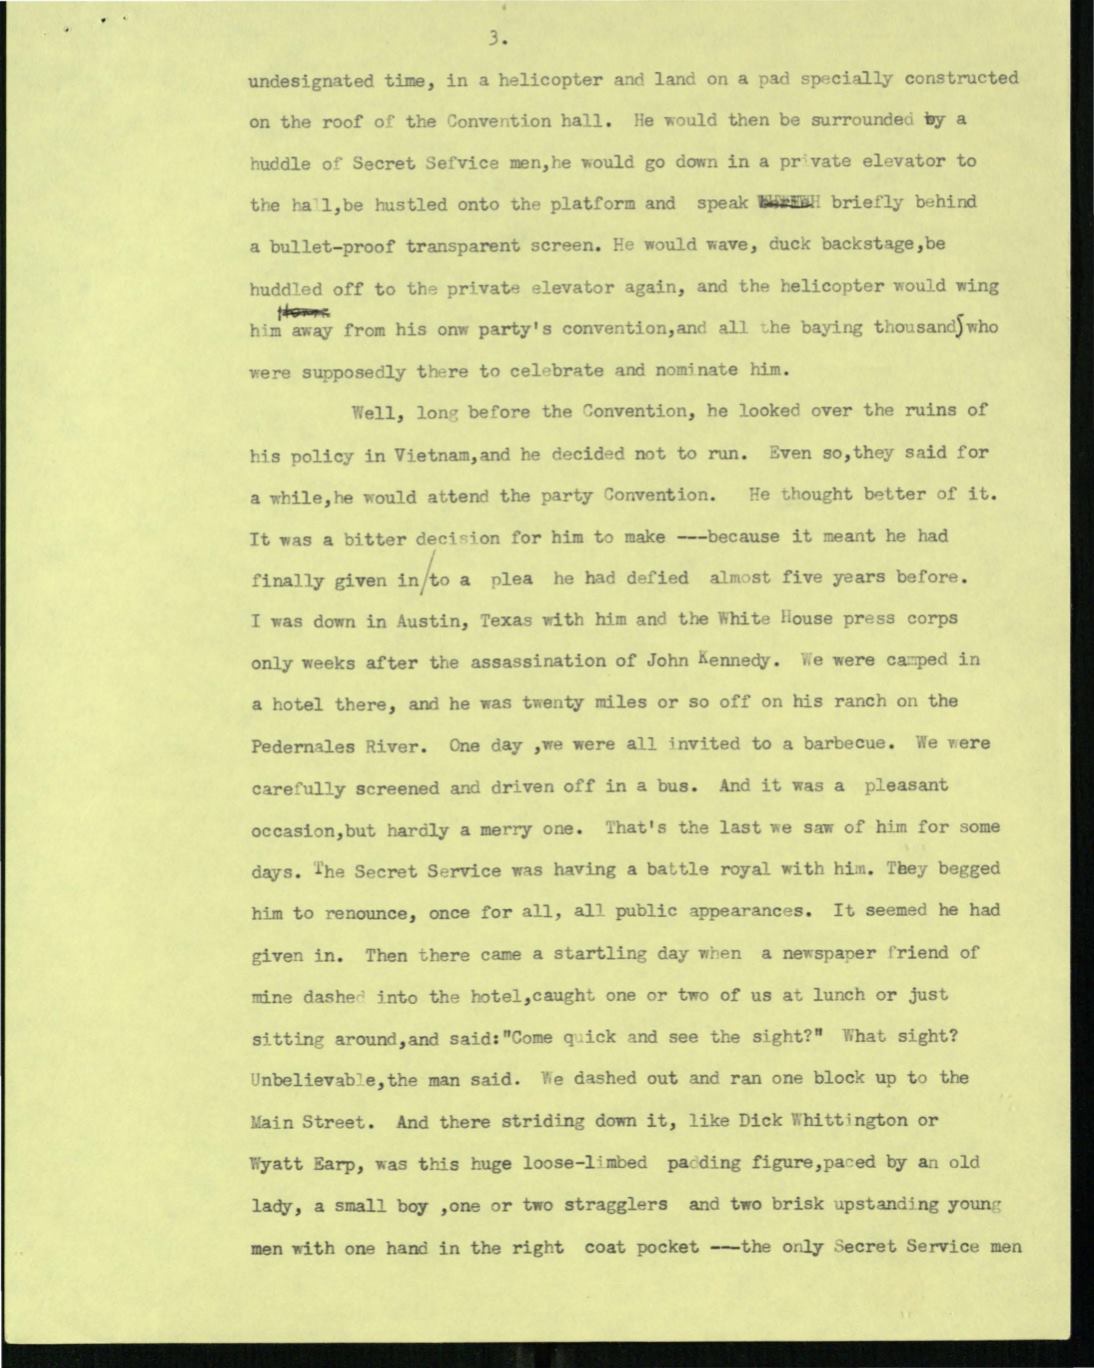 3.
undesignated time, in a helicopter and land on a pad specially constructed
on the roof of the Convention hall. He would then be surrounded by a
huddle of Secret Sefvice men,he would go down in a private elevator to
the hall,be hustled onto the platform and speak briefly behind
a bullet-proof transparent screen. He would wave, duck backstage,be
huddled off to the private elevator again, and the helicopter would wing
him away from his onw party's convention,and all the baying thousands who
were supposedly there to celebrate and nominate him.
Well, long before the Convention, he looked over the ruins of
his policy in Vietnam,and he decided not to run. Even so,they said for
a while,he would attend the party Convention. He thought better of it.
It was a bitter decision for him to make ---because it meant he had
finally given in/to a plea he had defied almost five years before.
I was down in Austin, Texas with him and the White House press corps
only weeks after the assassination of John Kennedy. We were camped in
a hotel there, and he was twenty miles or so off on his ranch on the
Pedernales River. One day ,we were all invited to a barbecue. We were
carefully screened and driven off in a bus. And it was a pleasant
occasion,but hardly a merry one. That's the last we saw of him for some
days. The Secret Service was having a battle royal with him. They begged
him to renounce, once for all, all public appearances. It seemed he had
given in. Then there came a startling day when a newspaper friend of
mine dashed into the hotel,caught one or two of us at lunch or just
sitting around,and said:"Come quick and see the sight?" What sight?
Unbelievable,the man said. We dashed out and ran one block up to the
Main Street. And there striding down it, like Dick Whittington or
Wyatt Earp, was this huge loose-limbed padding figure,paced by an old
lady, a small boy ,one or two stragglers and two brisk upstanding young
men with one hand in the right coat pocket ---the only Secret Service men